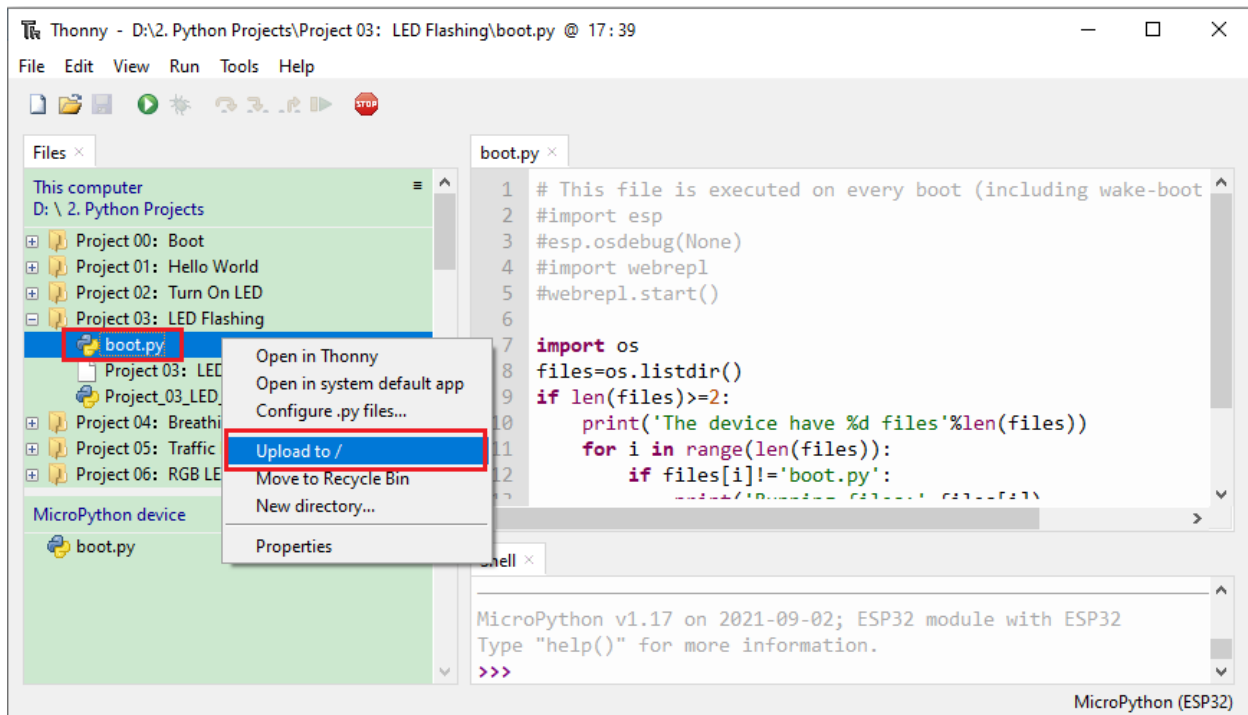 Thonny - D:\2. Python Projects\Project 03: LED Flashing\boot.py @ 17:39
File Edit View Run Tools Help
STOP
Files
This computer
D: \ 2. Python Projects
Project 00: Boot
Project 01: Hello World
Project 02: Turn On LED
Project 03: LED Flashing
boot.py
Project 03: LED
Project_03_LED_
Project 04: Breathi
Project 05: Traffic
Project 06: RGB LE
MicroPython device
boot.py
Open in Thonny
Open in system default app
Configure .py files...
Upload to /
Move to Recycle Bin
New directory...
Properties
boot.py
1 # This file is executed on every boot (including wake-boot
2 #import esp
3 #esp.osdebug(None)
4 #import webrepl
5 #webrepl.start()
6
7 import os
8 files=os.listdir()
9 if len(files)>=2:
10 print('The device have %d files'%len(files))
11 for i in range(len(files)):
12 if files[i]!='boot.py':
Shell
MicroPython v1.17 on 2021-09-02; ESP32 module with ESP32
Type "help()" for more information.
>>>
MicroPython (ESP32)